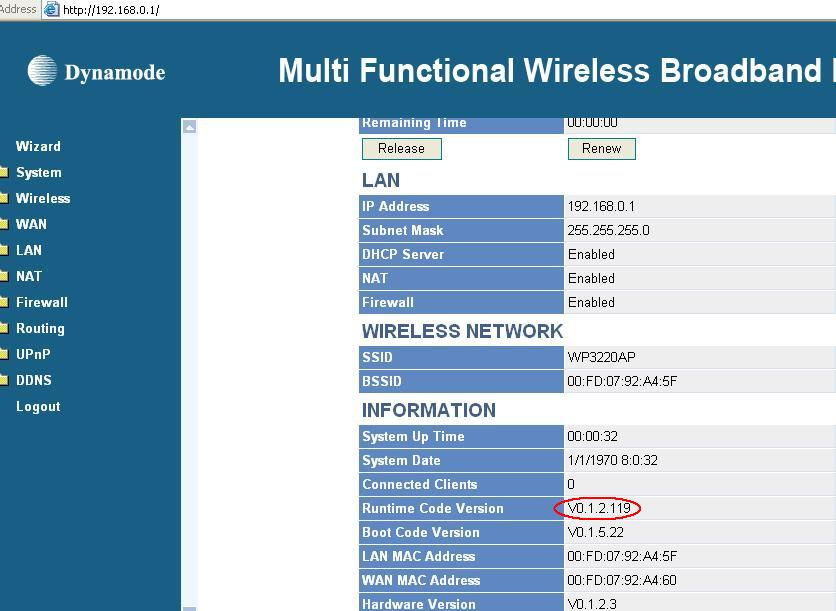 Address http://192.168.0.1/
Dynamode Multi Functional Wireless Broadband
Wizard
System
Wireless
WAN
LAN
NAT
Firewall
Routing
UPnP
DDNS
Logout
Remaining Time 00:00:00
Release Renew
LAN
IP Address 192.168.0.1
Subnet Mask 255.255.255.0
DHCP Server Enabled
NAT Enabled
Firewall Enabled
WIRELESS NETWORK
SSID WP3220AP
BSSID 00:FD:07:92:A4:5F
INFORMATION
System Up Time 00:00:32
System Date 1/1/1970 8:0:32
Connected Clients 0
Runtime Code Version V0.1.2.119
Boot Code Version V0.1.5.22
LAN MAC Address 00:FD:07:92:A4:5F
WAN MAC Address 00:FD:07:92:A4:60
Hardware Version V0.1.2.3